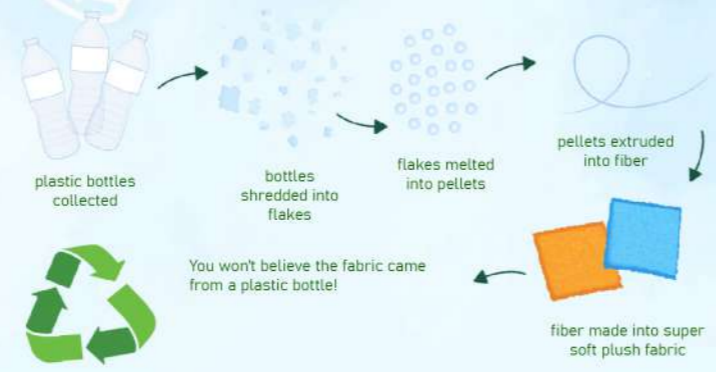 plastic bottles
collected
bottles
shredded into
flakes
flakes melted
into pellets
pellets extruded
into fiber
fiber made into super
soft plush fabric
You won't believe the fabric came
from a plastic bottle!